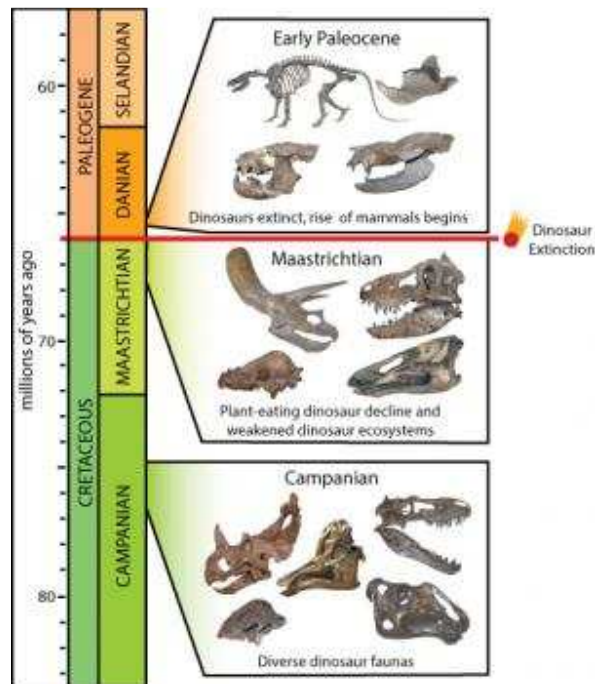 Early Paleocene
60
SELANDIAN
PALEOGENE
DANIAN
Dinosaurs extinct, rise of mammals begins
Dinosaur
Extinction
Maastrichtian
MAASTRICHTIAN
millions of years ago
70
Plant-eating dinosaur decline and
weakened dinosaur ecosystems
CRETACEOUS
Campanian
CAMPANIAN
80
Diverse dinosaur faunas